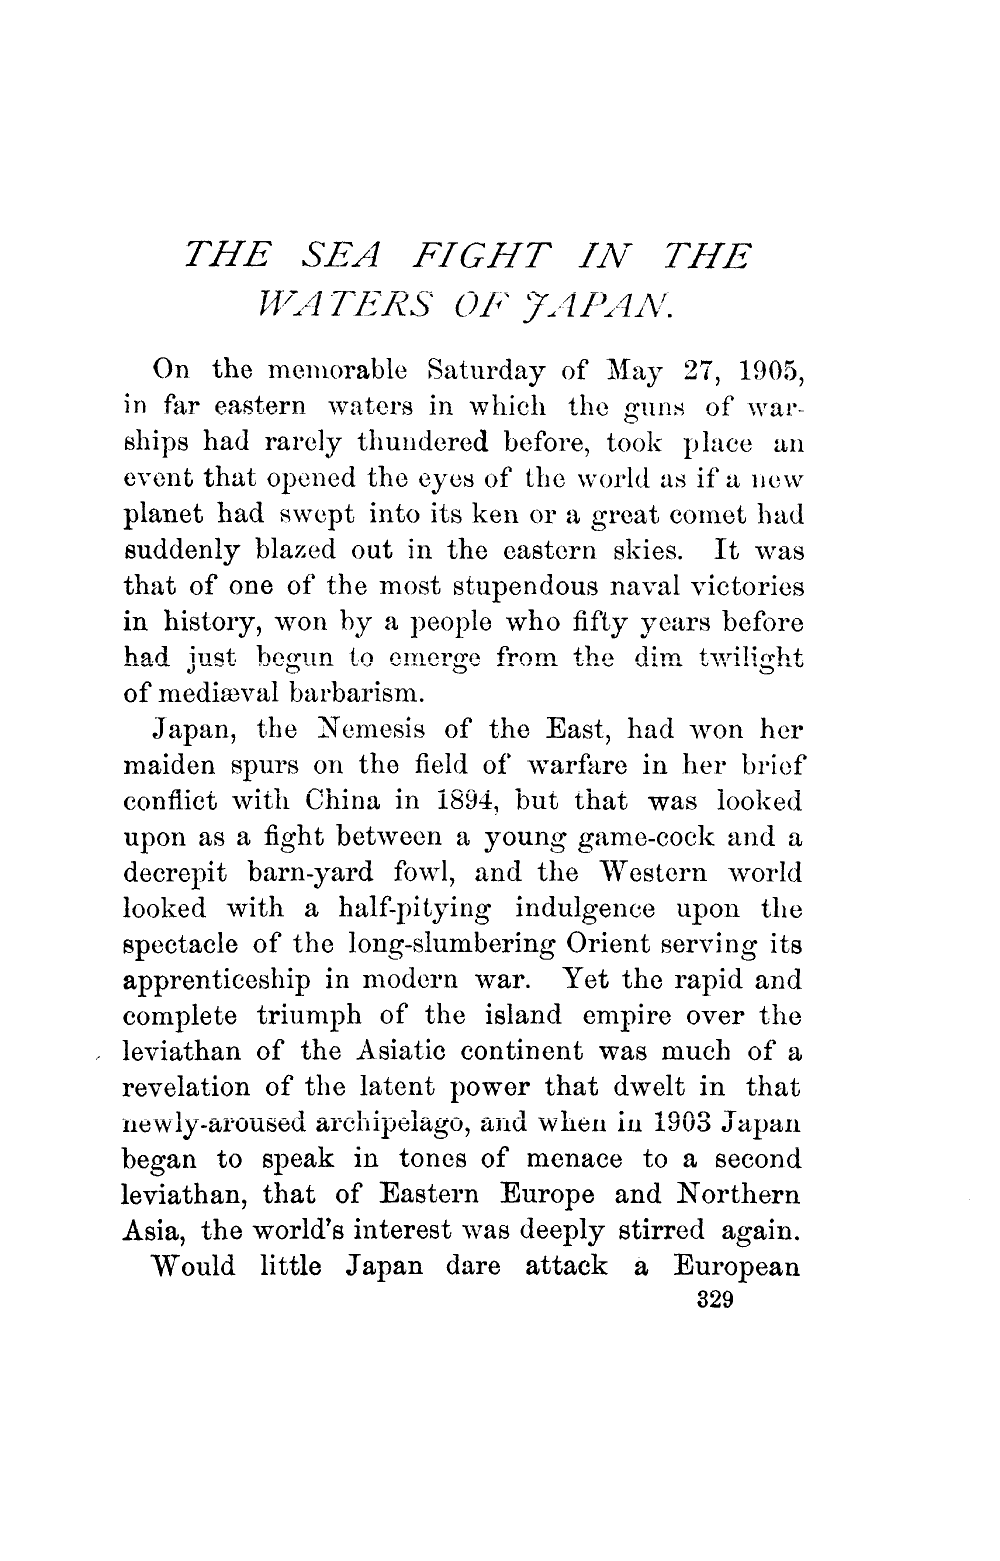 THE SEA FIGHT IN THE
WATERS OF JAPAN.
On the memorable Saturday of May 27, 1905,
in far eastern waters in which the guns of war-
ships had rarely thundered before, took place an
event that opened the eyes of the world as if a new
planet had swept into its ken or a great comet had
suddenly blazed out in the eastern skies. It was
that of one of the most stupendous naval victories
in history, won by a people who fifty years before
had just begun to emerge from the dim twilight
of mediæval barbarism.
Japan, the Nemesis of the East, had won her
maiden spurs on the field of warfare in her brief
conflict with China in 1894, but that was looked
upon as a fight between a young game-cock and a
decrepit barn-yard fowl, and the Western world
looked with a half-pitying indulgence upon the
spectacle of the long-slumbering Orient serving its
apprenticeship in modern war. Yet the rapid and
complete triumph of the island empire over the
leviathan of the Asiatic continent was much of a
revelation of the latent power that dwelt in that
newly-aroused archipelago, and when in 1903 Japan
began to speak in tones of menace to a second
leviathan, that of Eastern Europe and Northern
Asia, the world's interest was deeply stirred again.
Would little Japan dare attack a European
329